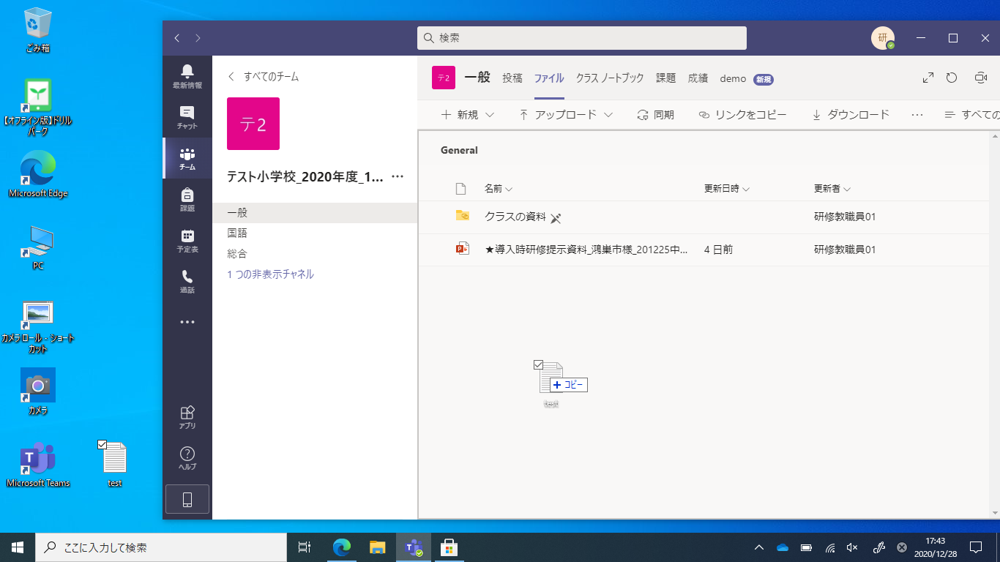 ごみ箱
【オフライン版】ドリル
パーク
Microsoft Edge
PC
カメラロール - ショート
カット
カメラ
Microsoft Teams
test
検索
研
最新情報
チャット
チーム
課題
予定表
通話
アプリ
ヘルプ
すべてのチーム
テ2
テスト小学校_2020年度_1...
一般
国語
総合
1 つの非表示チャネル
テ2
一般
投稿
ファイル
クラス ノートブック
課題
成績
demo
新規
新規
アップロード
同期
リンクをコピー
ダウンロード
すべての
General
名前
更新日時
更新者
クラスの資料
研修教職員01
★導入時研修提示資料_鴻巣市様_201225中...
4 日前
研修教職員01
コピー
test
ここに入力して検索
17:43
2020/12/28